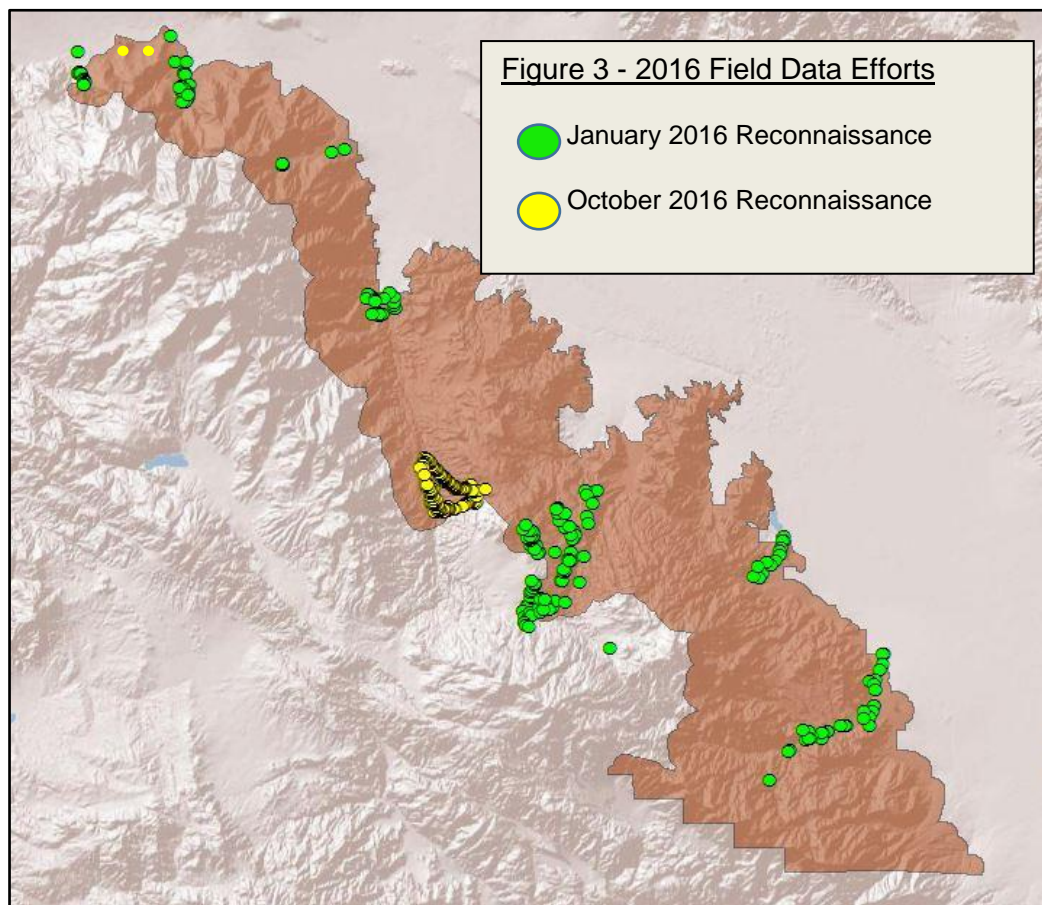 Figure 3 - 2016 Field Data Efforts
January 2016 Reconnaissance
October 2016 Reconnaissance